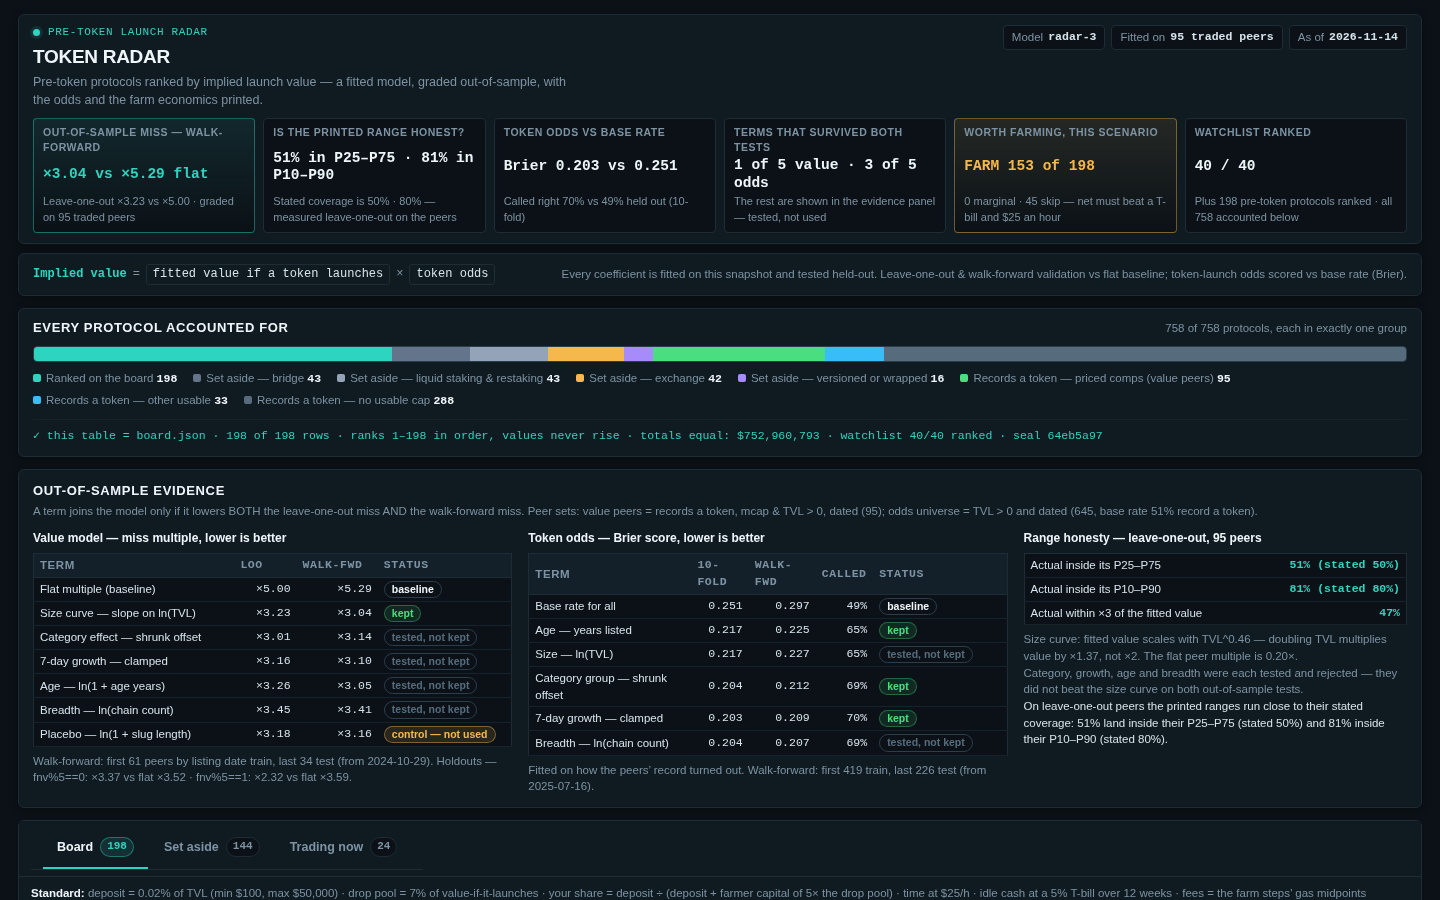 PRE-TOKEN LAUNCH RADAR
TOKEN RADAR
Pre-token protocols ranked by implied launch value — a fitted model, graded out-of-sample, with
the odds and the farm economics printed.
Model radar-3
Fitted on 95 traded peers
As of 2026-11-14
OUT-OF-SAMPLE MISS — WALK-
FORWARD
×3.04 vs ×5.29 flat
Leave-one-out ×3.23 vs ×5.00 · graded
on 95 traded peers
IS THE PRINTED RANGE HONEST?
51% in P25–P75 · 81% in
P10–P90
Stated coverage is 50% · 80% —
measured leave-one-out on the peers
TOKEN ODDS VS BASE RATE
Brier 0.203 vs 0.251
Called right 70% vs 49% held out (10-
fold)
TERMS THAT SURVIVED BOTH
TESTS
1 of 5 value · 3 of 5
odds
The rest are shown in the evidence panel
— tested, not used
WORTH FARMING, THIS SCENARIO
FARM 153 of 198
0 marginal · 45 skip — net must beat a T-
bill and $25 an hour
WATCHLIST RANKED
40 / 40
Plus 198 pre-token protocols ranked · all
758 accounted below
Implied value = fitted value if a token launches × token odds
Every coefficient is fitted on this snapshot and tested held-out. Leave-one-out & walk-forward validation vs flat baseline; token-launch odds scored vs base rate (Brier).
EVERY PROTOCOL ACCOUNTED FOR
758 of 758 protocols, each in exactly one group
Ranked on the board 198
Set aside — bridge 43
Set aside — liquid staking & restaking 43
Set aside — exchange 42
Set aside — versioned or wrapped 16
Records a token — priced comps (value peers) 95
Records a token — other usable 33
Records a token — no usable cap 288
✓ this table = board.json · 198 of 198 rows · ranks 1–198 in order, values never rise · totals equal: $752,960,793 · watchlist 40/40 ranked · seal 64eb5a97
OUT-OF-SAMPLE EVIDENCE
A term joins the model only if it lowers BOTH the leave-one-out miss AND the walk-forward miss. Peer sets: value peers = records a token, mcap & TVL > 0, dated (95); odds universe = TVL > 0 and dated (645, base rate 51% record a token).
Value model — miss multiple, lower is better
TERM LOO WALK-FWD STATUS
Flat multiple (baseline) ×5.00 ×5.29 baseline
Size curve — slope on ln(TVL) ×3.23 ×3.04 kept
Category effect — shrunk offset ×3.01 ×3.14 tested, not kept
7-day growth — clamped ×3.16 ×3.10 tested, not kept
Age — ln(1 + age years) ×3.26 ×3.05 tested, not kept
Breadth — ln(chain count) ×3.45 ×3.41 tested, not kept
Placebo — ln(1 + slug length) ×3.18 ×3.16 control — not used
Walk-forward: first 61 peers by listing date train, last 34 test (from 2024-10-29). Holdouts —
fnv%5==0: ×3.37 vs flat ×3.52 · fnv%5==1: ×2.32 vs flat ×3.59.
Token odds — Brier score, lower is better
TERM 10-FOLD WALK-FWD CALLED STATUS
Base rate for all 0.251 0.297 49% baseline
Age — years listed 0.217 0.225 65% kept
Size — ln(TVL) 0.217 0.227 65% tested, not kept
Category group — shrunk
offset 0.204 0.212 69% kept
7-day growth — clamped 0.203 0.209 70% kept
Breadth — ln(chain count) 0.204 0.207 69% tested, not kept
Fitted on how the peers' record turned out. Walk-forward: first 419 train, last 226 test (from
2025-07-16).
Range honesty — leave-one-out, 95 peers
Actual inside its P25–P75 51% (stated 50%)
Actual inside its P10–P90 81% (stated 80%)
Actual within ×3 of the fitted value 47%
Size curve: fitted value scales with TVL^0.46 — doubling TVL multiplies
value by ×1.37, not ×2. The flat peer multiple is 0.20×.
Category, growth, age and breadth were each tested and rejected — they
did not beat the size curve on both out-of-sample tests.
On leave-one-out peers the printed ranges run close to their stated
coverage: 51% land inside their P25–P75 (stated 50%) and 81% inside
their P10–P90 (stated 80%).
Board 198
Set aside 144
Trading now 24
Standard: deposit = 0.02% of TVL (min $100, max $50,000) · drop pool = 7% of value-if-it-launches · your share = deposit ÷ (deposit + farmer capital of 5× the drop pool) · time at $25/h · idle cash at a 5% T-bill over 12 weeks · fees = the farm steps' gas midpoints